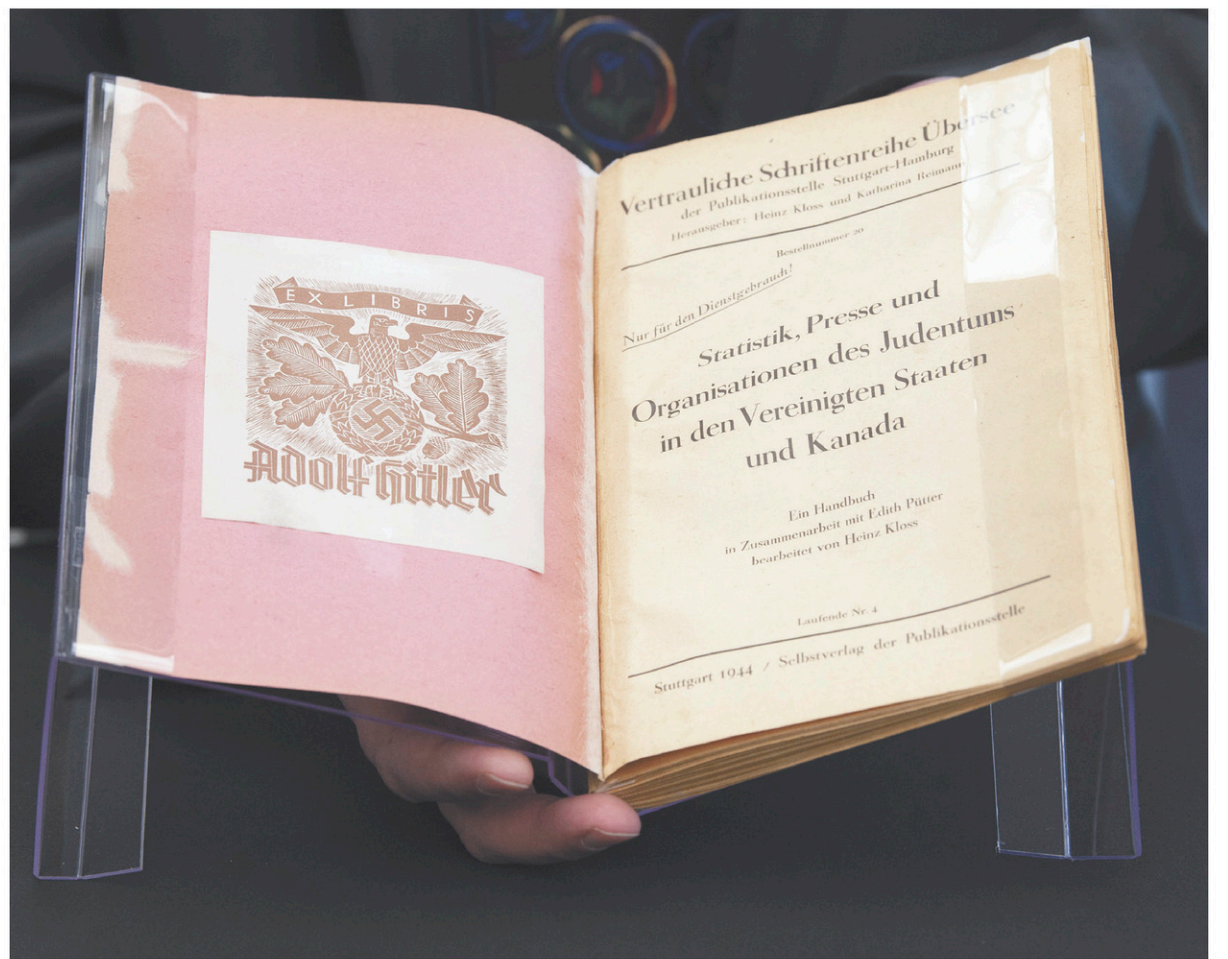 EX LIBRIS
Adolf Hitler
Vertrauliche Schriftenreihe Übersee
der Publikationsstelle Stuttgart-Hamburg
Herausgeber: Heinz Kloss und Katharina Reimann
Bestellnummer 20
Nur für den Dienstgebrauch!
Statistik, Presse und
Organisationen des Judentums
in den Vereinigten Staaten
und Kanada
Ein Handbuch
in Zusammenarbeit mit Edith Pütter
bearbeitet von Heinz Kloss
Laufende Nr. 4
Stuttgart 1944 / Selbstverlag der Publikationsstelle